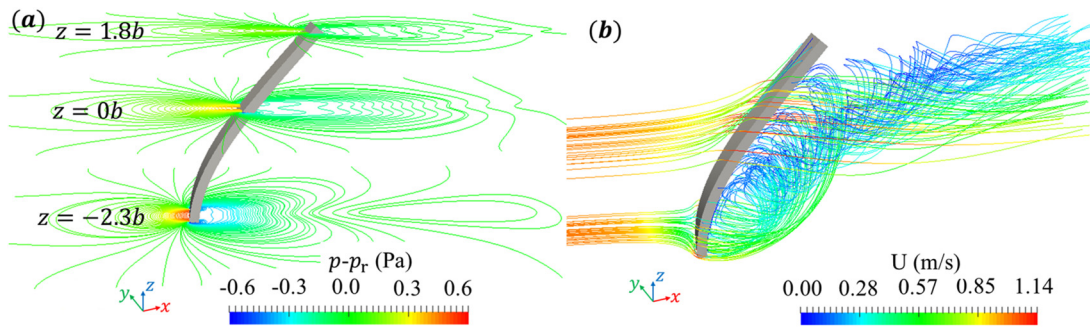 (a)
z = 1.8b
z = 0b
z = −2.3b
p-pr (Pa)
-0.6 -0.3 0.0 0.3 0.6
y z x
(b)
U (m/s)
0.00 0.28 0.57 0.85 1.14
y z x